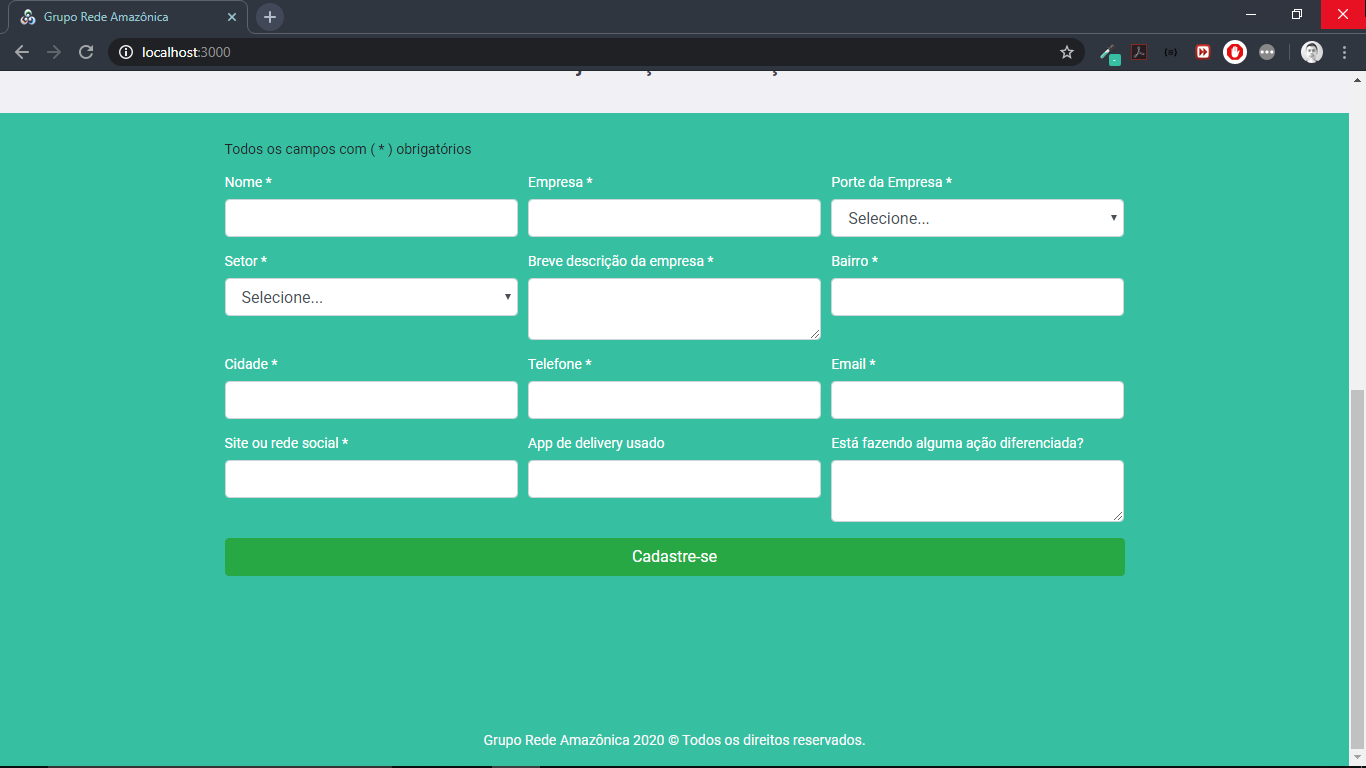 Grupo Rede Amazônica
localhost:3000
Todos os campos com ( * ) obrigatórios
Nome * Empresa * Porte da Empresa *
Selecione...
Setor * Breve descrição da empresa * Bairro *
Selecione...
Cidade * Telefone * Email *
Site ou rede social * App de delivery usado Está fazendo alguma ação diferenciada?
Cadastre-se
Grupo Rede Amazônica 2020 © Todos os direitos reservados.